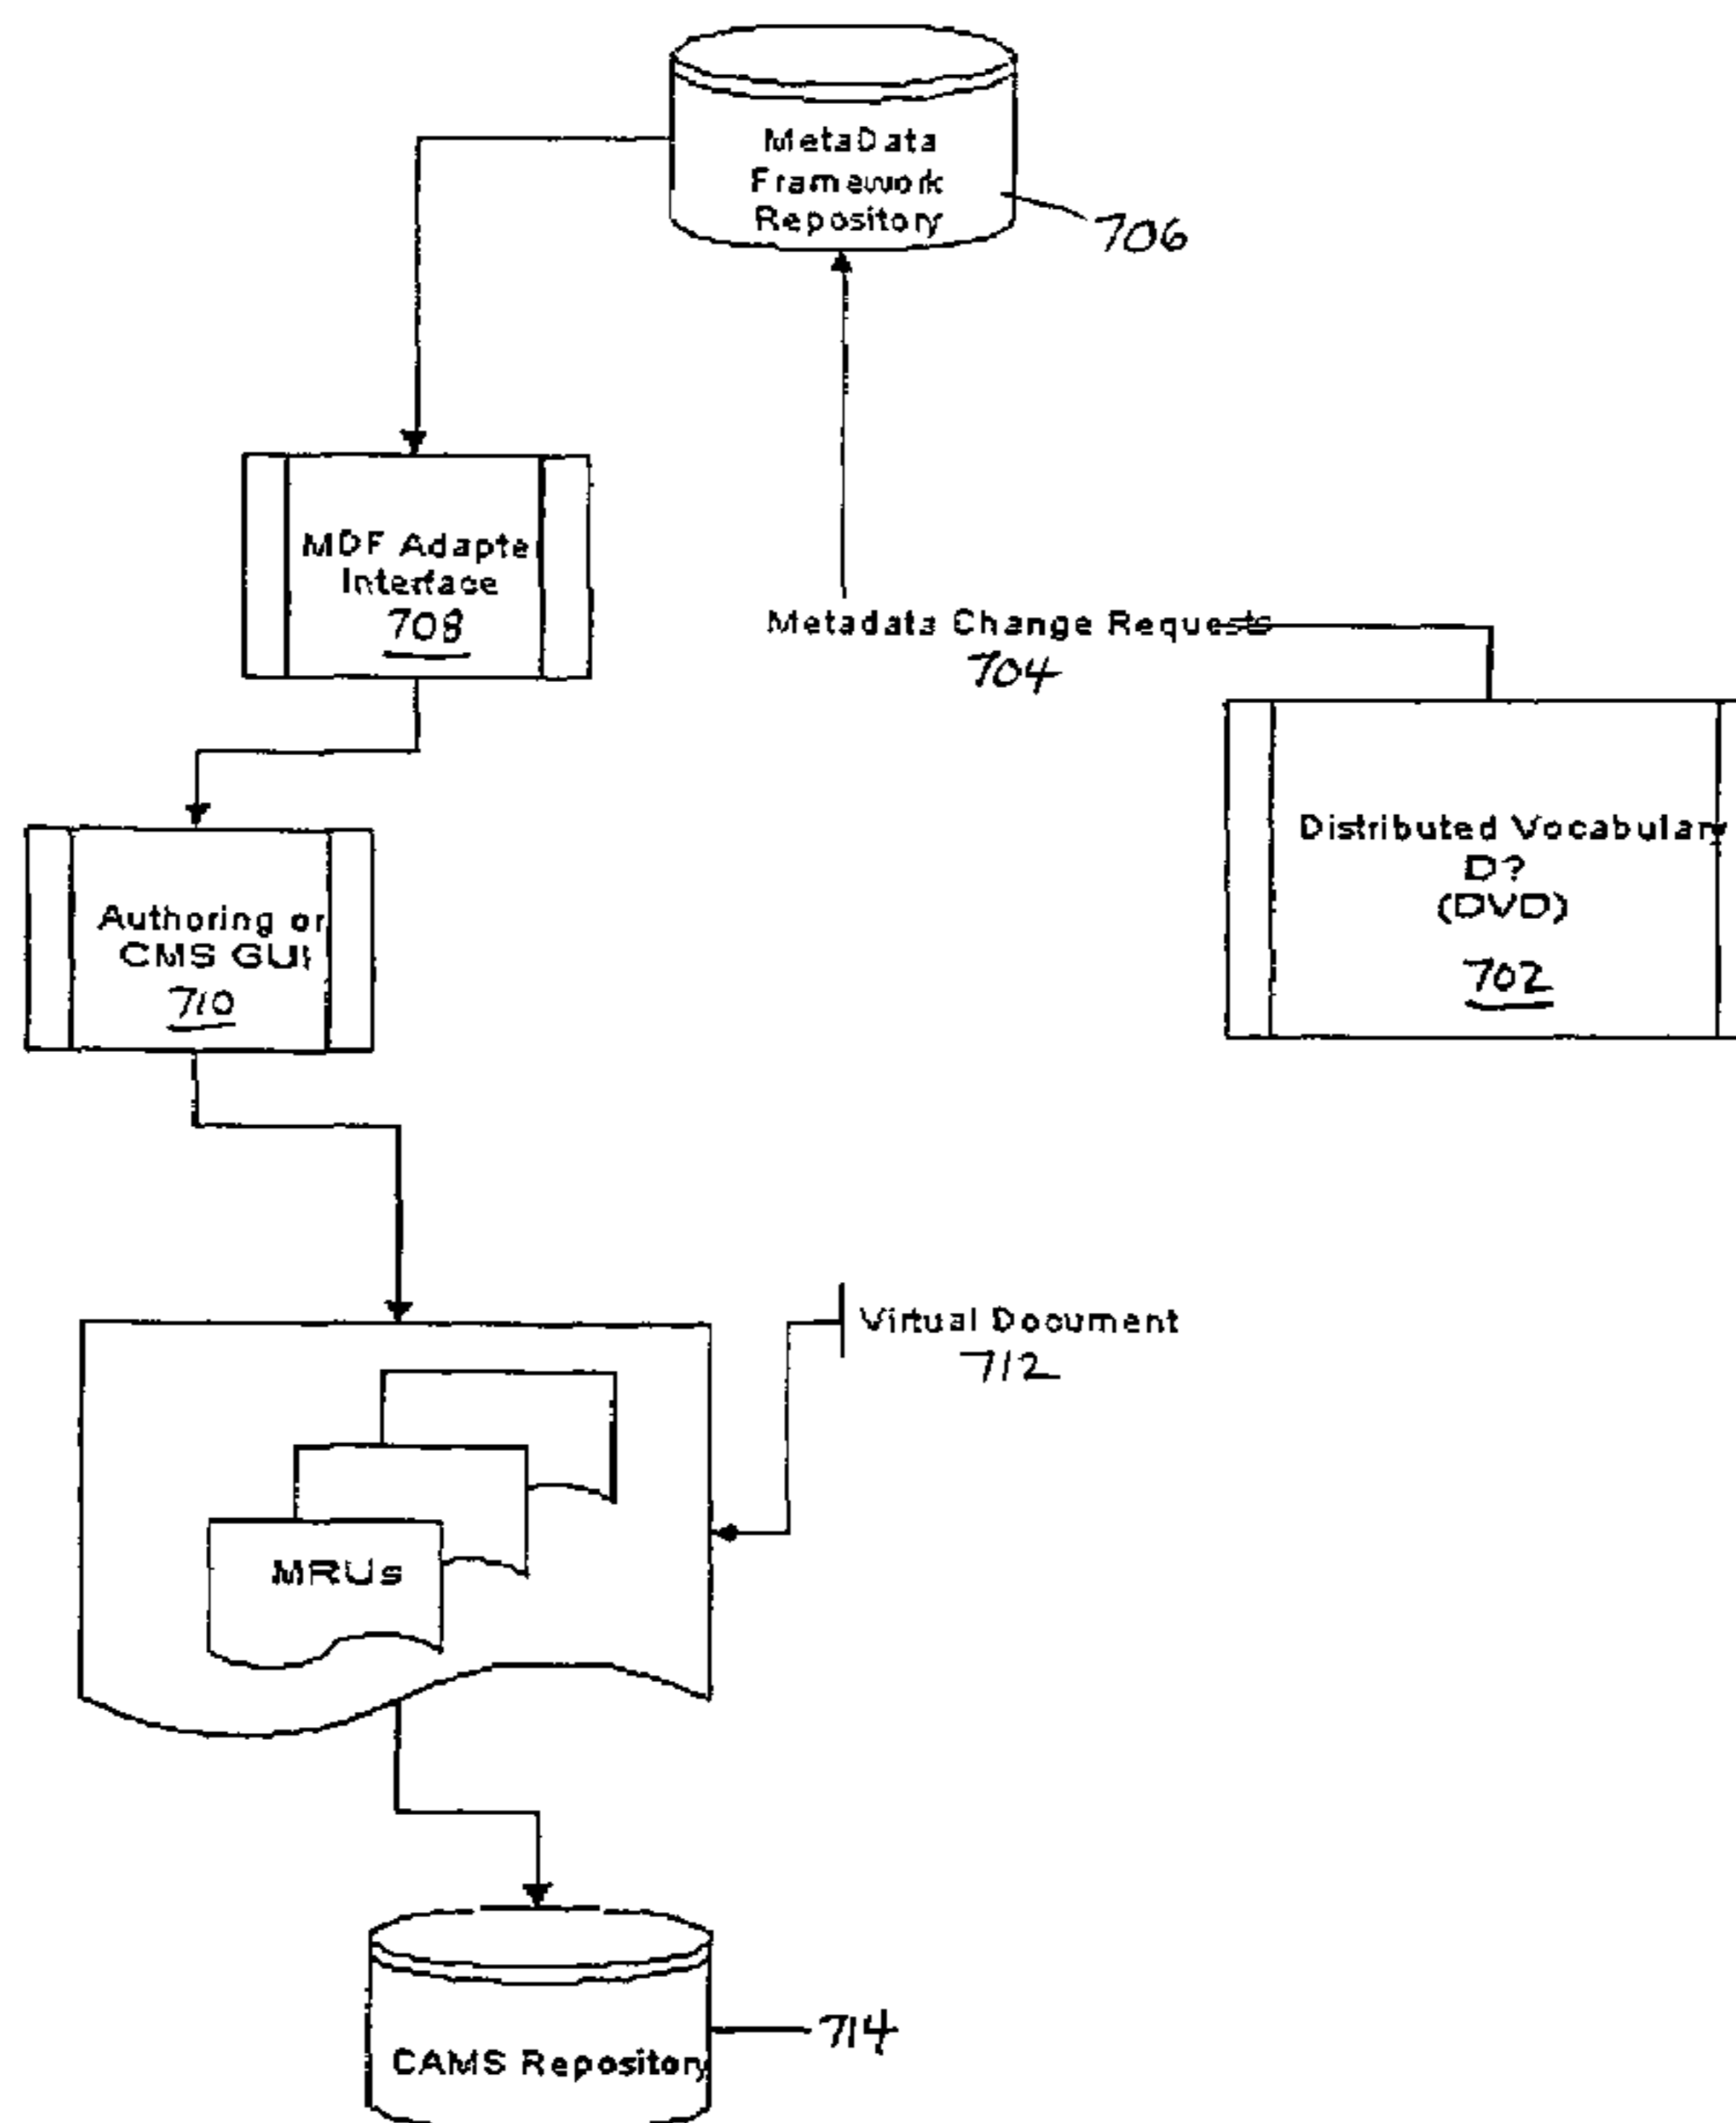 MetaData
Framework
Repository
706
MDF Adapte
Interface
708
Metadata Change Requests
704
Distributed Vocabulary
D?
(DVD)
702
Authoring or
CMS GUI
710
Virtual Document
712
MRUs
CAMS Repository
714